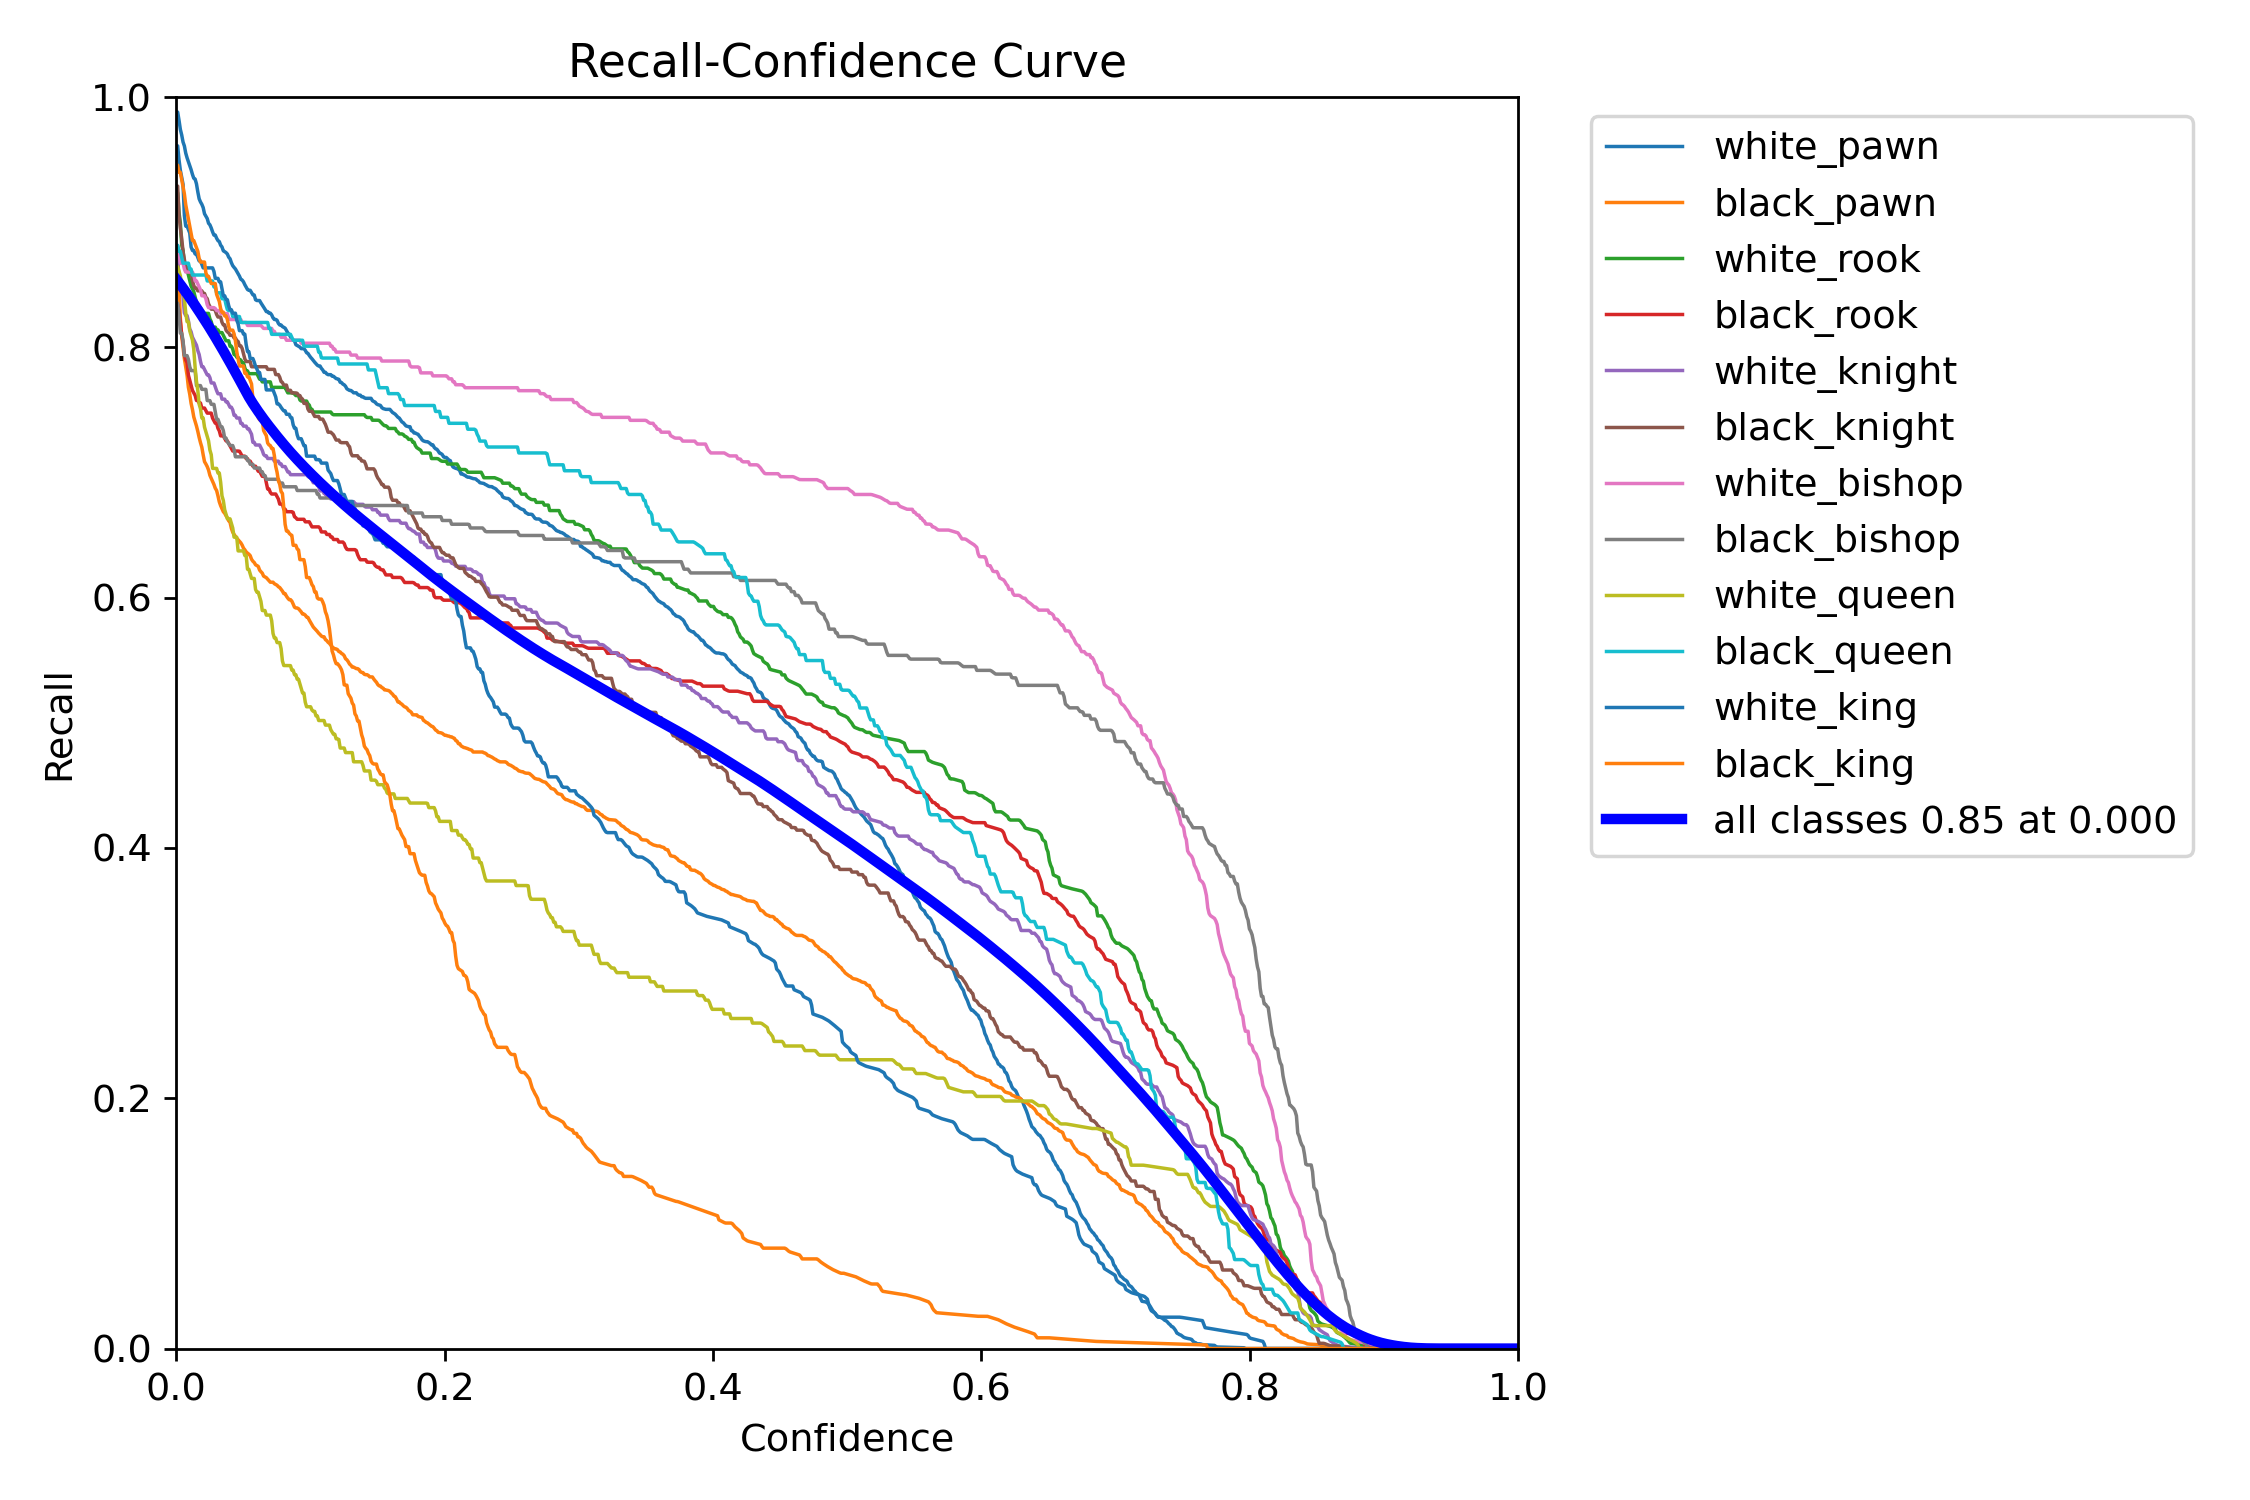 Recall-Confidence Curve
1.0
0.8
0.6
0.4
0.2
0.0
Recall
0.0 0.2 0.4 0.6 0.8 1.0
Confidence
white_pawn
black_pawn
white_rook
black_rook
white_knight
black_knight
white_bishop
black_bishop
white_queen
black_queen
white_king
black_king
all classes 0.85 at 0.000